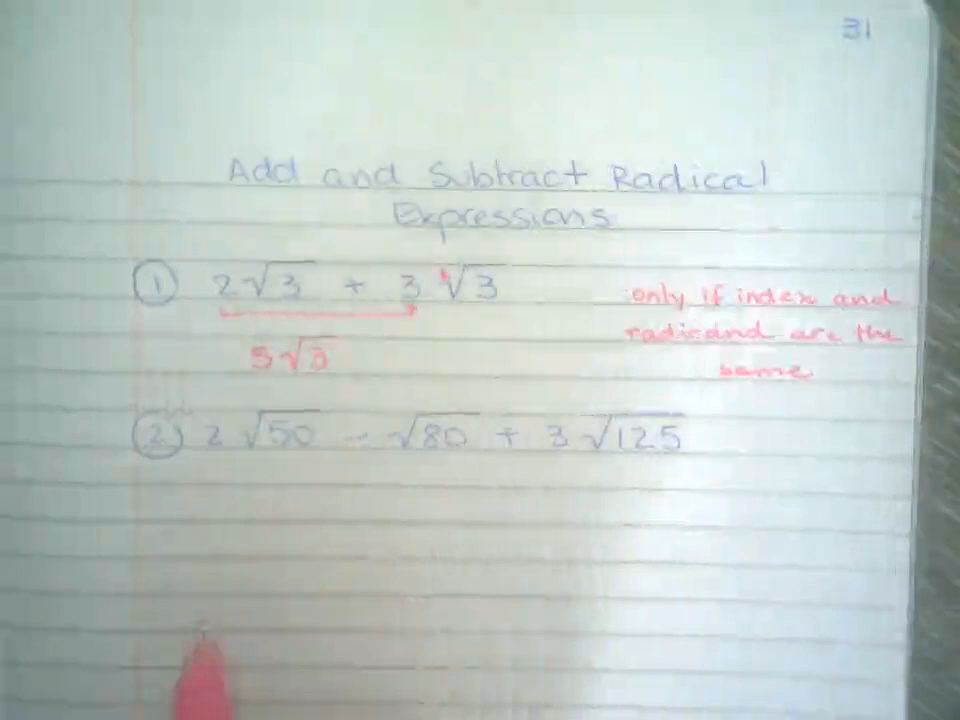 31
Add and Subtract Radical
Expressions
① 2√3 + 3√3
only if index and
radicand are the
same
5√3
② 2√50 - √80 + 3√125